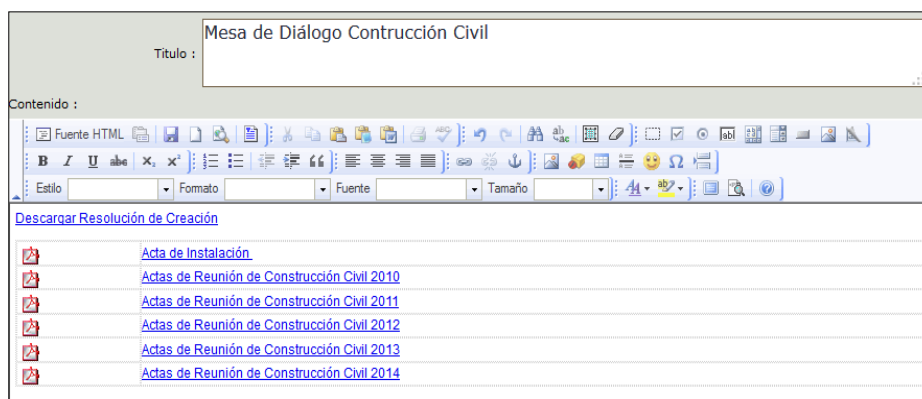 Mesa de Diálogo Contrucción Civil
Titulo :
Contenido :
Fuente HTML
B I U abc x₂ x²
Estilo Formato Fuente Tamaño
Descargar Resolución de Creación
Acta de Instalación
Actas de Reunión de Construcción Civil 2010
Actas de Reunión de Construcción Civil 2011
Actas de Reunión de Construcción Civil 2012
Actas de Reunión de Construcción Civil 2013
Actas de Reunión de Construcción Civil 2014